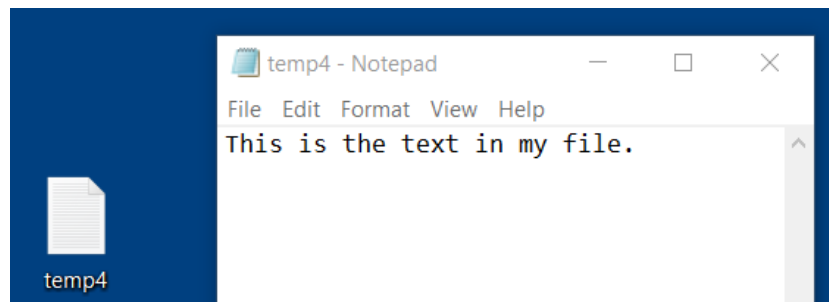 temp4 - Notepad
File Edit Format View Help
This is the text in my file.
temp4